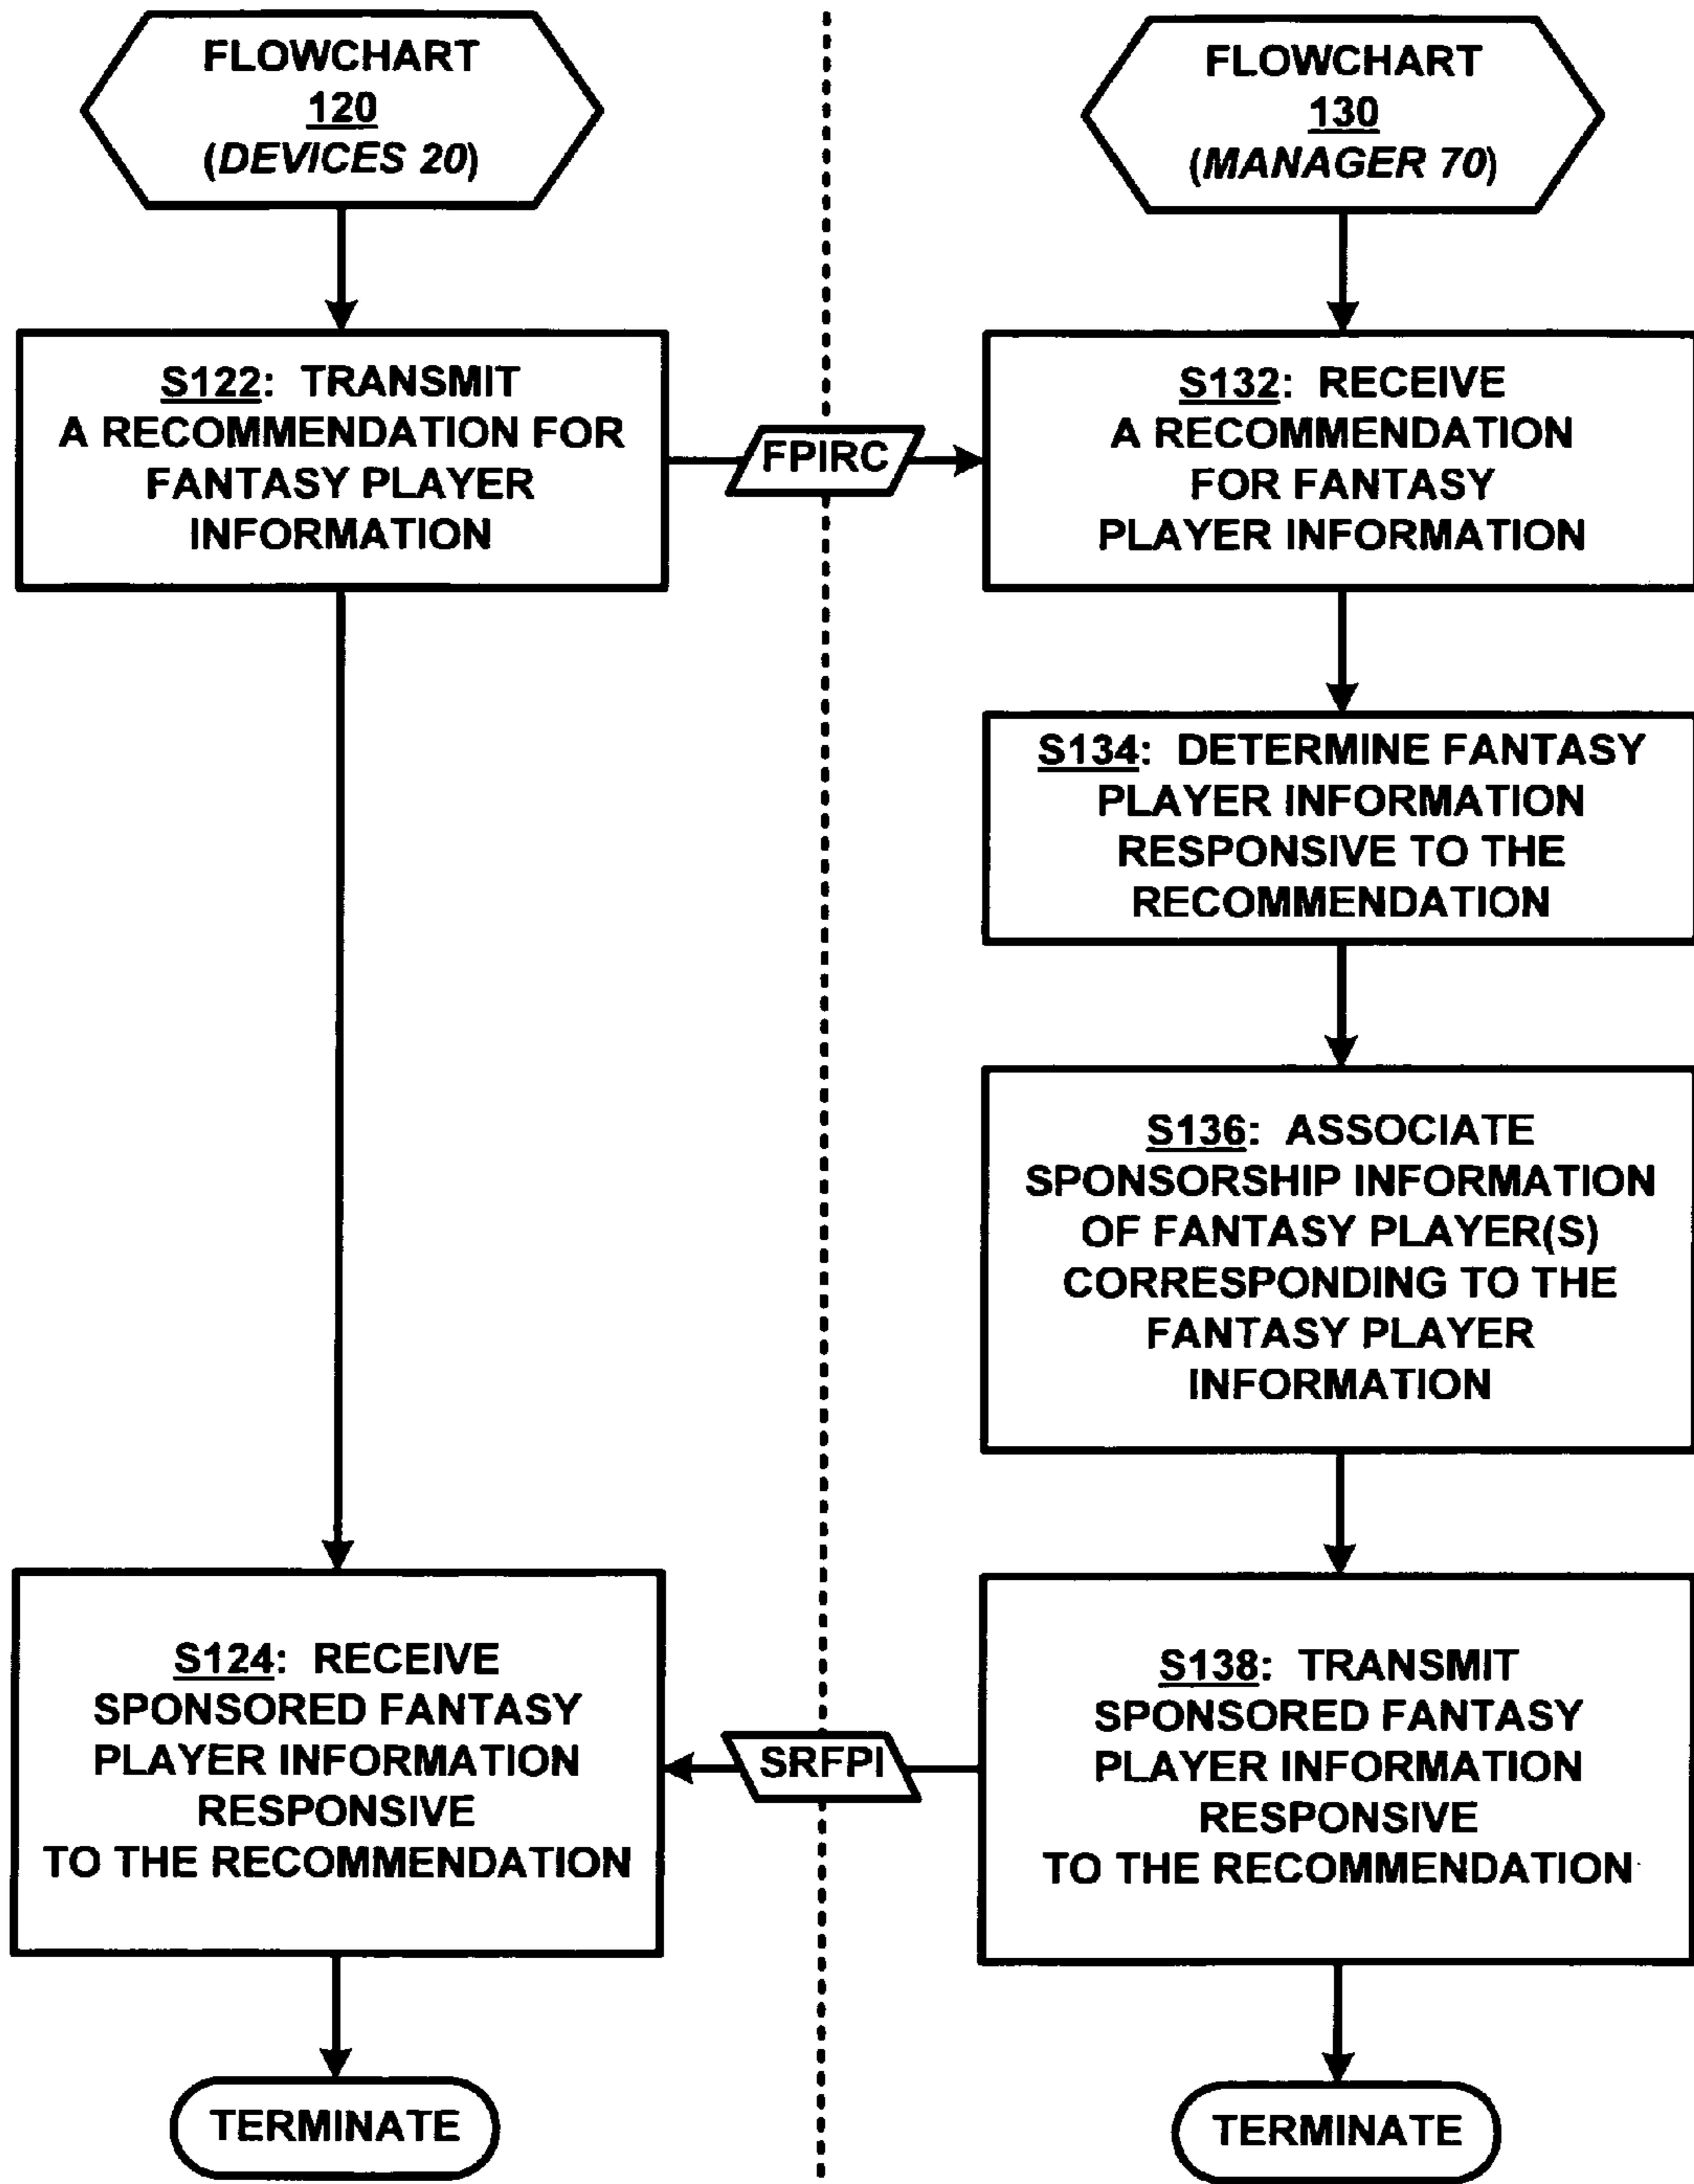 FLOWCHART
120
(DEVICES 20)
S122: TRANSMIT
A RECOMMENDATION FOR
FANTASY PLAYER
INFORMATION
FPIRC
S124: RECEIVE
SPONSORED FANTASY
PLAYER INFORMATION
RESPONSIVE
TO THE RECOMMENDATION
TERMINATE
FLOWCHART
130
(MANAGER 70)
S132: RECEIVE
A RECOMMENDATION
FOR FANTASY
PLAYER INFORMATION
S134: DETERMINE FANTASY
PLAYER INFORMATION
RESPONSIVE TO THE
RECOMMENDATION
S136: ASSOCIATE
SPONSORSHIP INFORMATION
OF FANTASY PLAYER(S)
CORRESPONDING TO THE
FANTASY PLAYER
INFORMATION
S138: TRANSMIT
SPONSORED FANTASY
PLAYER INFORMATION
RESPONSIVE
TO THE RECOMMENDATION
SRFPI
TERMINATE